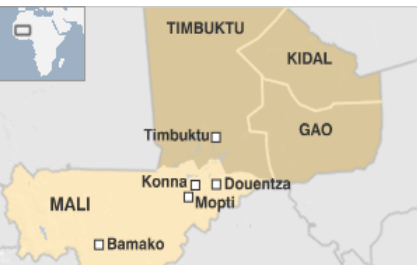 TIMBUKTU
KIDAL
GAO
Timbuktu
Konna
Douentza
Mopti
MALI
Bamako